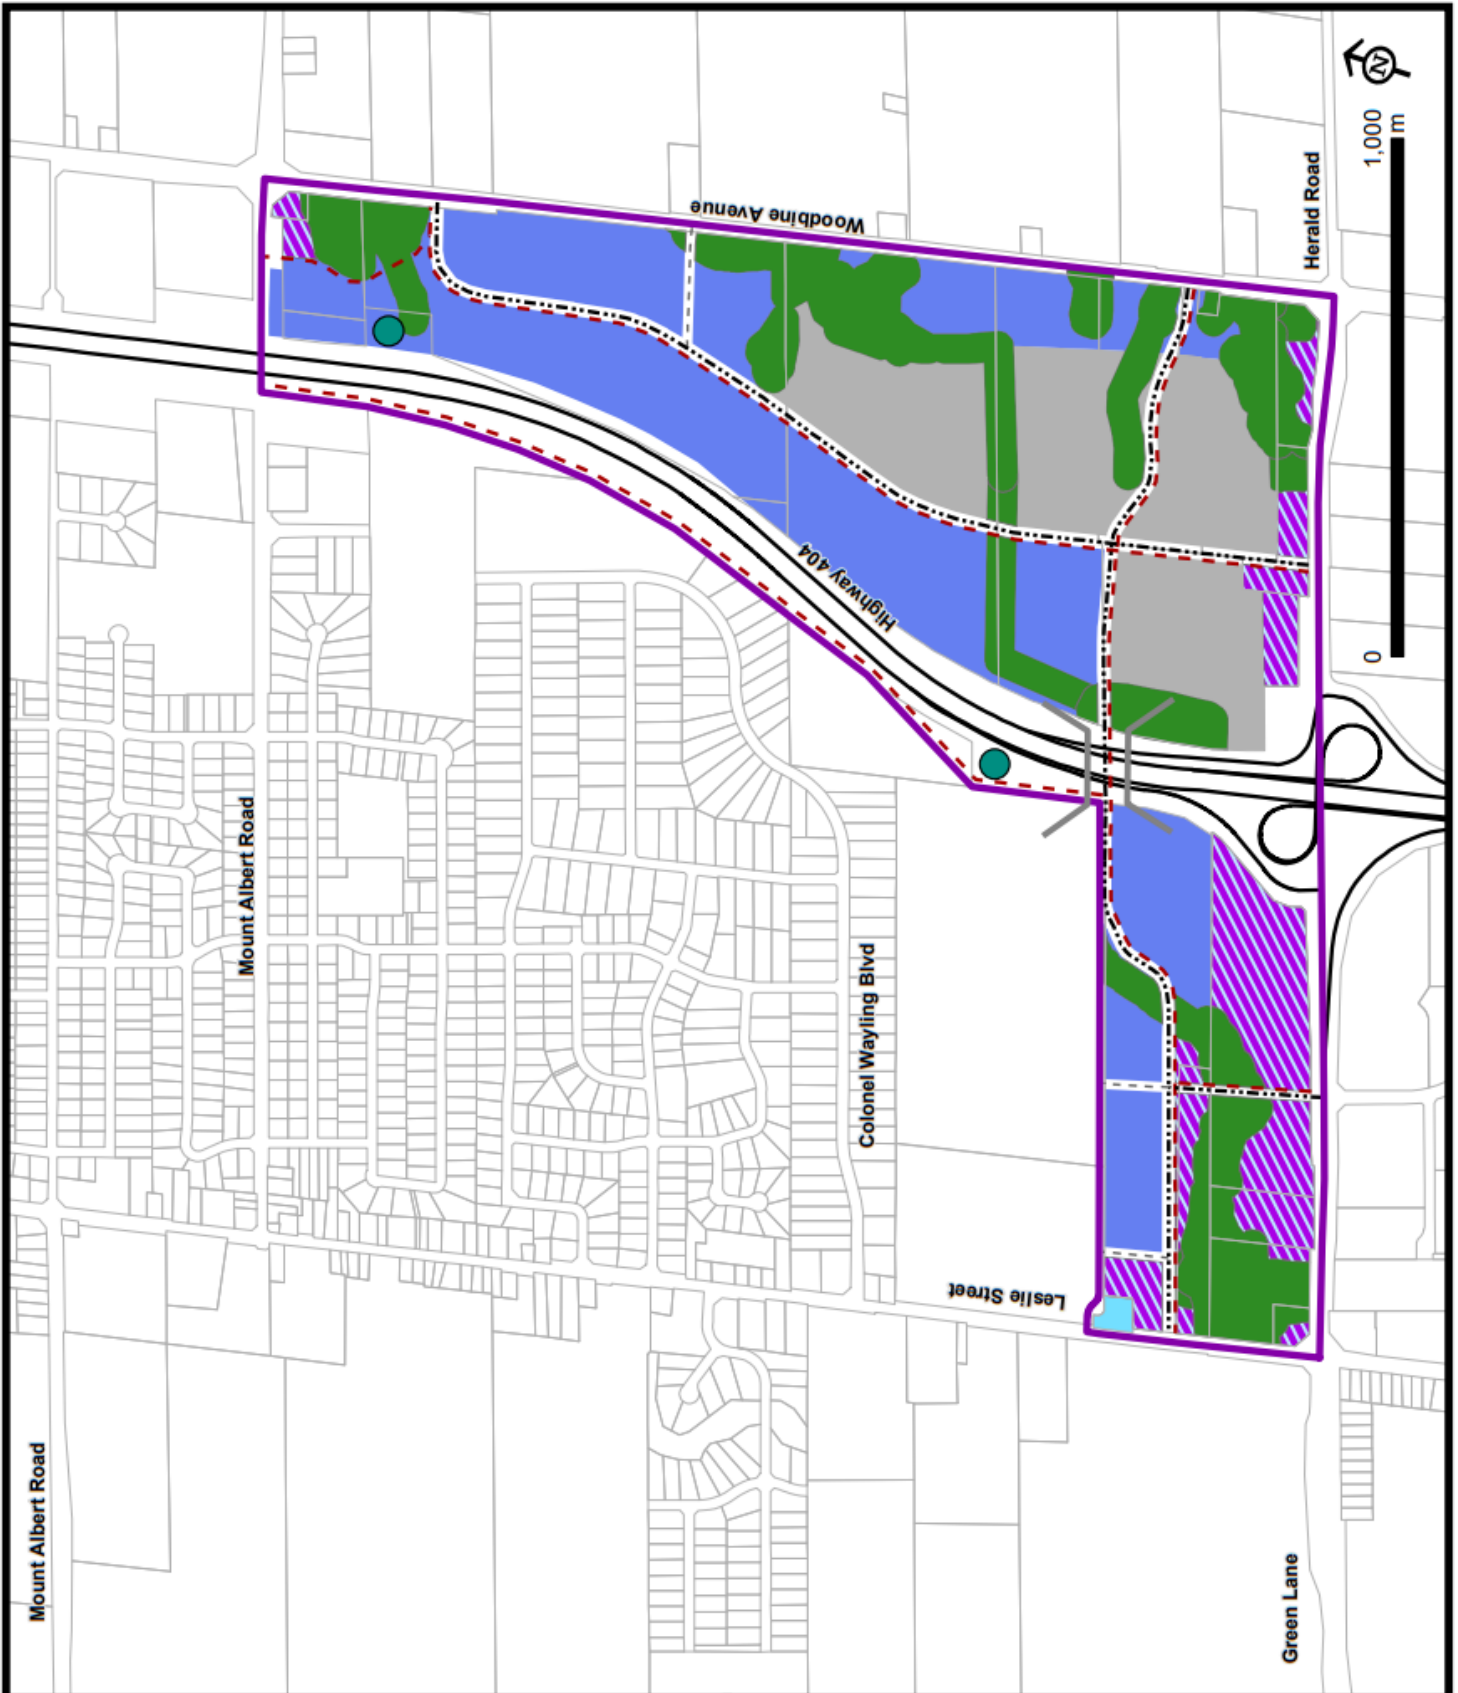 N
1,000
m
0
Herald Road
Woodbine Avenue
Highway 404
Mount Albert Road
Colonel Wayling Blvd
Leslie Street
Mount Albert Road
Green Lane